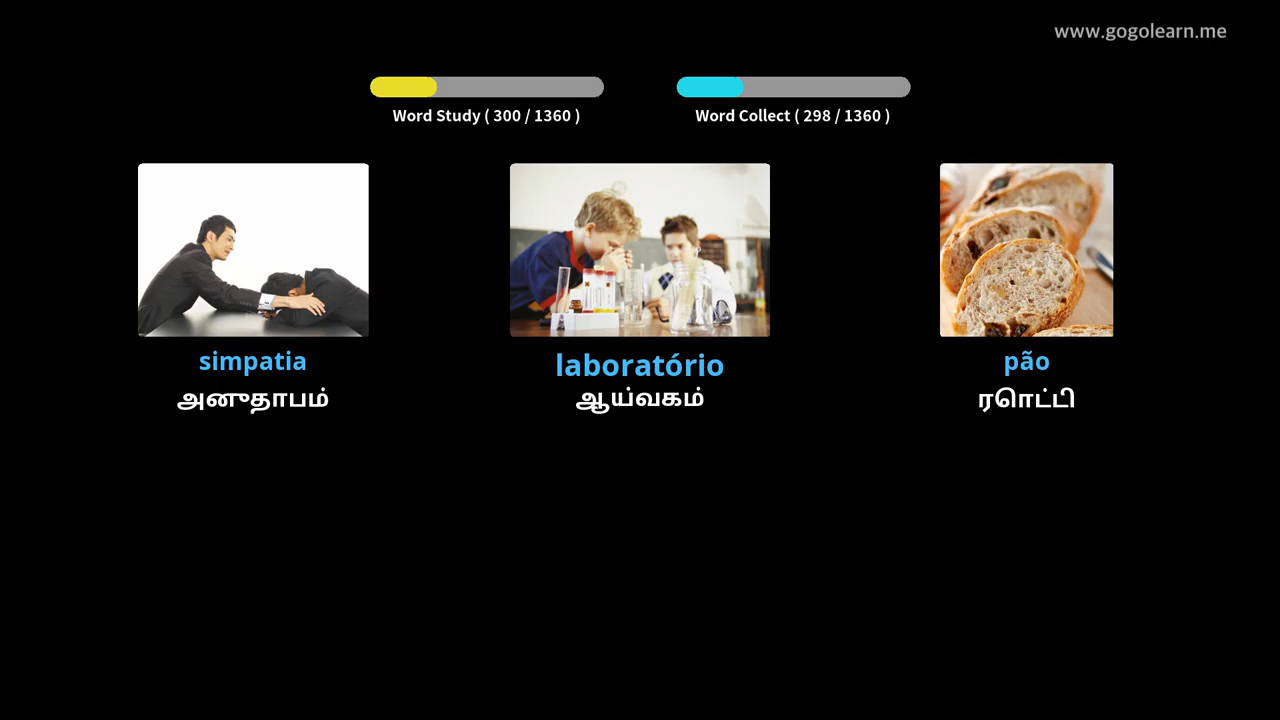 www.gogolearn.me
Word Study ( 300 / 1360 )
Word Collect ( 298 / 1360 )
simpatia
அனுதாபம்
laboratório
ஆய்வகம்
pão
ரொட்டி